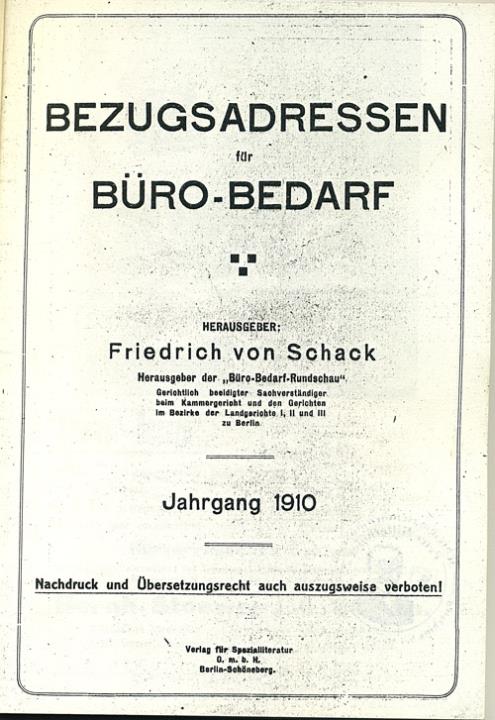 BEZUGSADRESSEN
für
BÜRO-BEDARF
HERAUSGEBER:
Friedrich von Schack
Herausgeber der „Büro-Bedarf-Rundschau“.
Gerichtlich beeidigter Sachverständiger
beim Kammergericht und den Gerichten
im Bezirke der Landgerichte I, II und III
zu Berlin
Jahrgang 1910
Nachdruck und Übersetzungsrecht auch auszugsweise verboten!
Verlag für Spezialliteratur
G. m. b. H.
Berlin-Schöneberg.